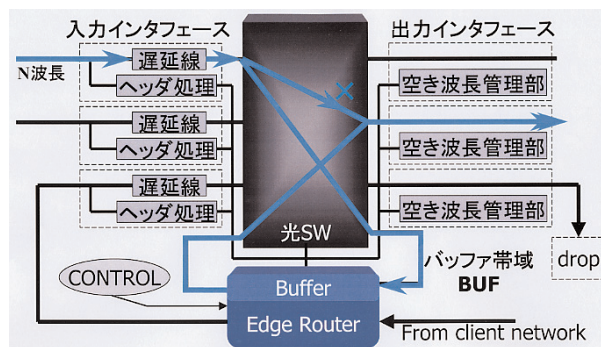 入力インタフェース
出力インタフェース
N波長
遅延線
ヘッダ処理
空き波長管理部
遅延線
ヘッダ処理
空き波長管理部
遅延線
ヘッダ処理
空き波長管理部
光SW
バッファ帯域
BUF
drop
CONTROL
Buffer
Edge Router
From client network